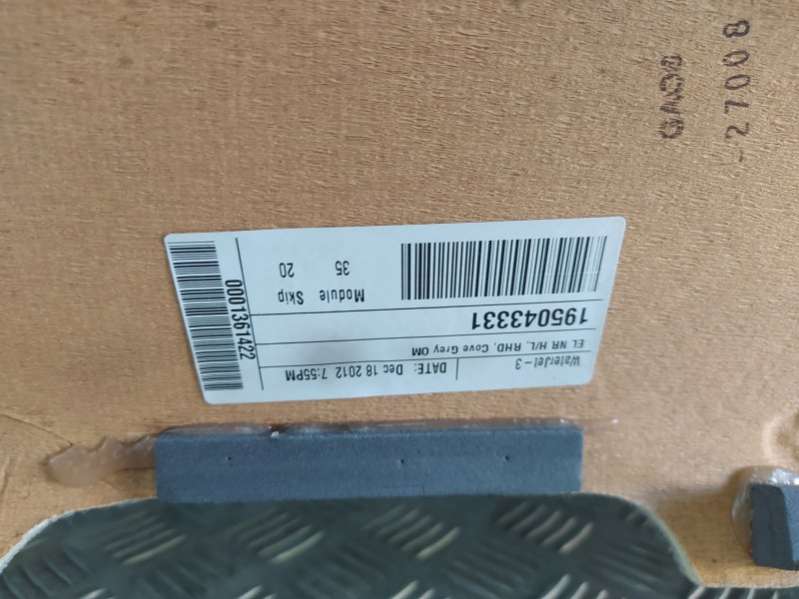 WaterJet-3
DATE: Dec 18 2012 7:55PM
EL NR H/L, RHD, Cove Grey OM
195043331
Module Skip
35 20
0001361422
-27008